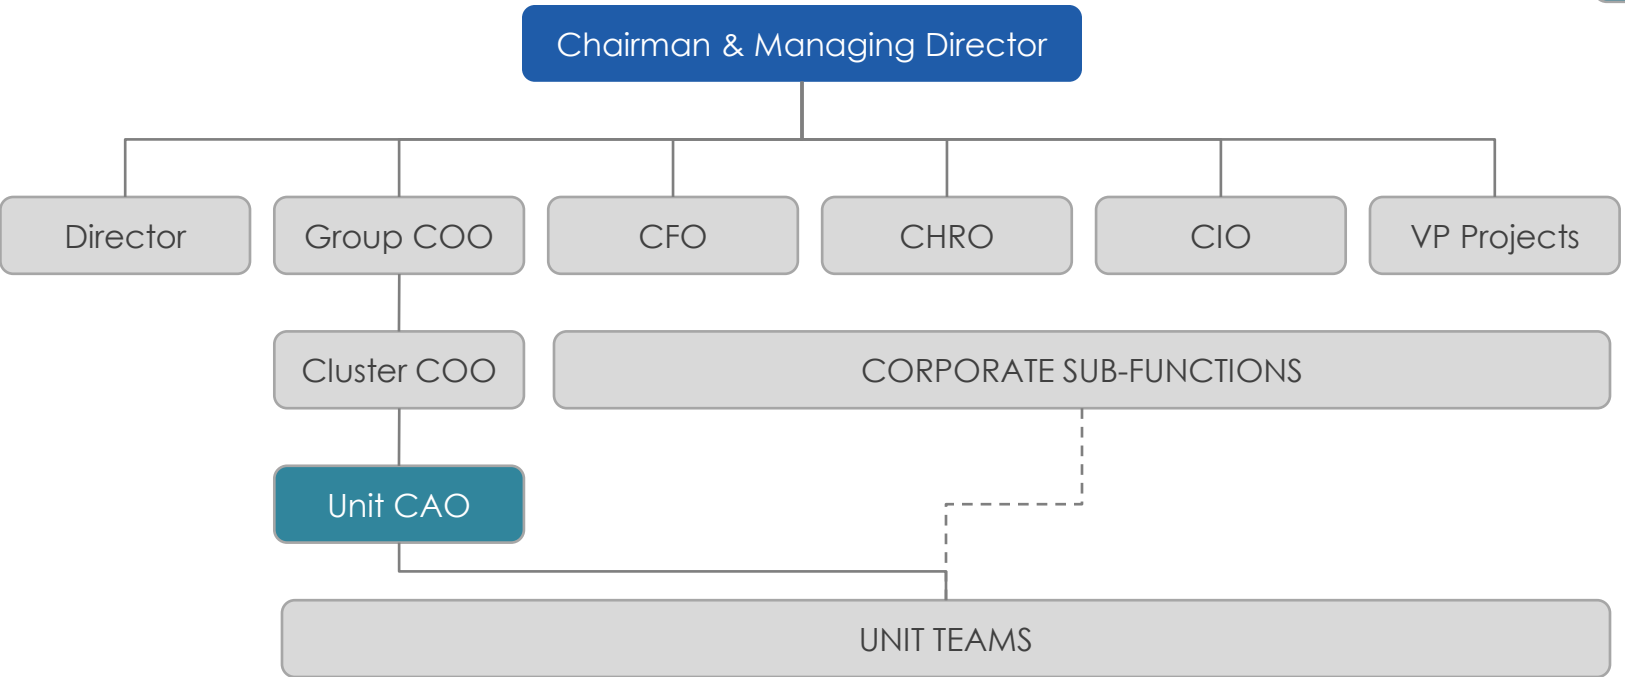 Chairman & Managing Director
Director
Group COO
CFO
CHRO
CIO
VP Projects
Cluster COO
CORPORATE SUB-FUNCTIONS
Unit CAO
UNIT TEAMS